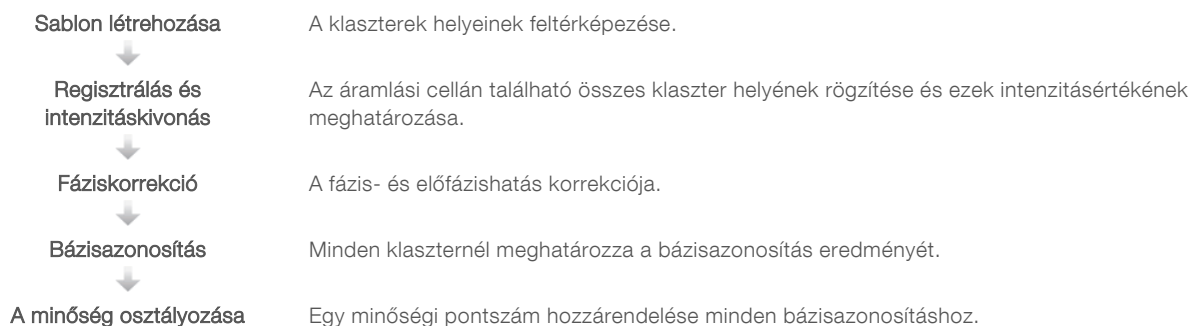 Sablon létrehozása
A klaszterek helyeinek feltérképezése.
Regisztrálás és
intenzitáskivonás
Az áramlási cellán található összes klaszter helyének rögzítése és ezek intenzitásértékének
meghatározása.
Fáziskorrekció
A fázis- és előfázishatás korrekciója.
Bázisazonosítás
Minden klaszternél meghatározza a bázisazonosítás eredményét.
A minőség osztályozása
Egy minőségi pontszám hozzárendelése minden bázisazonosításhoz.